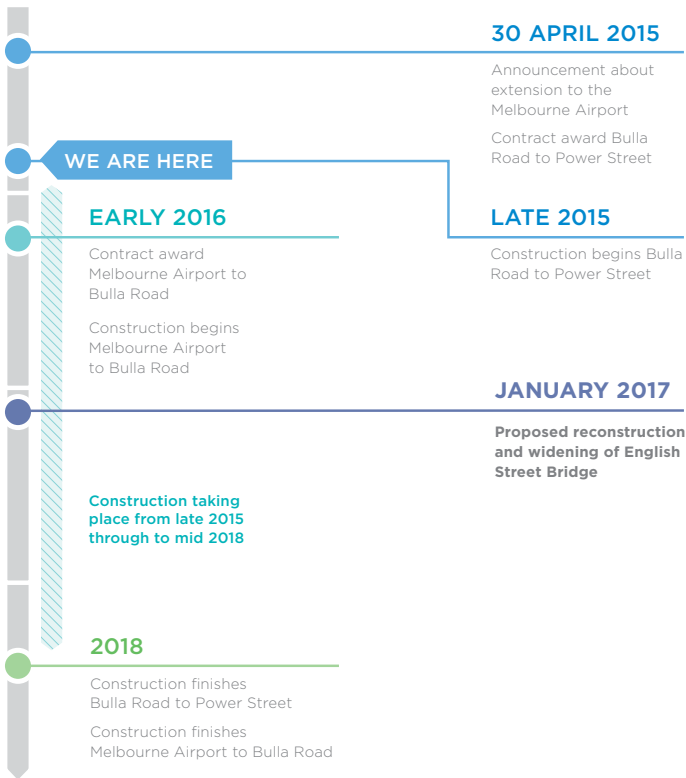 30 APRIL 2015
Announcement about
extension to the
Melbourne Airport
Contract award Bulla
Road to Power Street
WE ARE HERE
LATE 2015
Construction begins Bulla
Road to Power Street
EARLY 2016
Contract award
Melbourne Airport to
Bulla Road
Construction begins
Melbourne Airport
to Bulla Road
JANUARY 2017
Proposed reconstruction
and widening of English
Street Bridge
Construction taking
place from late 2015
through to mid 2018
2018
Construction finishes
Bulla Road to Power Street
Construction finishes
Melbourne Airport to Bulla Road